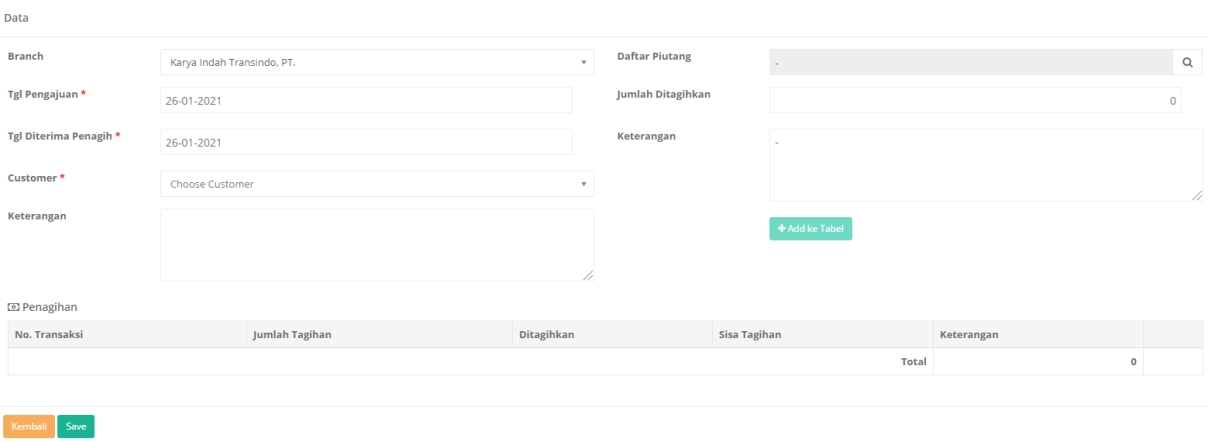 Data
Branch
Karya Indah Transindo, PT.
Tgl Pengajuan *
26-01-2021
Tgl Diterima Penagih *
26-01-2021
Customer *
Choose Customer
Keterangan
Daftar Piutang
-
Jumlah Ditagihkan
0
Keterangan
-
+ Add ke Tabel
Penagihan
No. Transaksi Jumlah Tagihan Ditagihkan Sisa Tagihan Keterangan
Total 0
Kembali Save